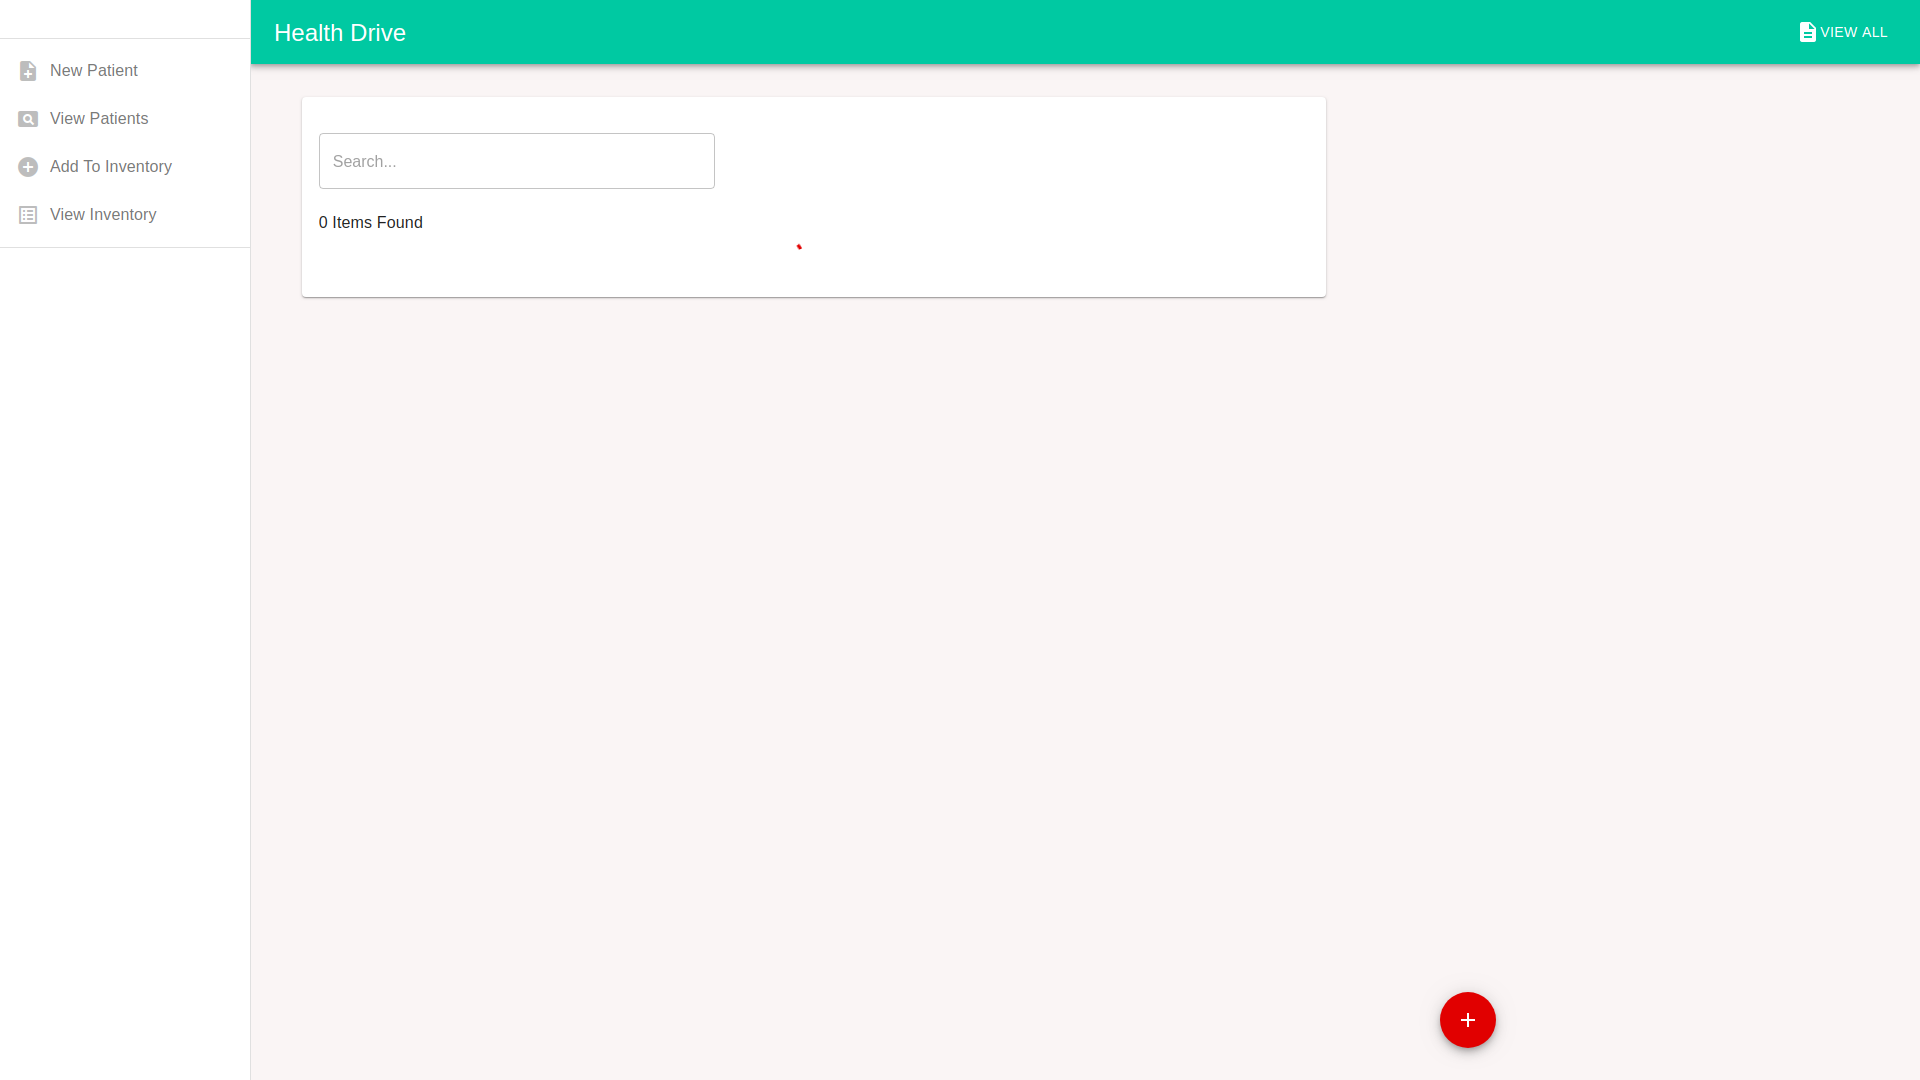 Health Drive
VIEW ALL
New Patient
View Patients
Add To Inventory
View Inventory
Search...
0 Items Found